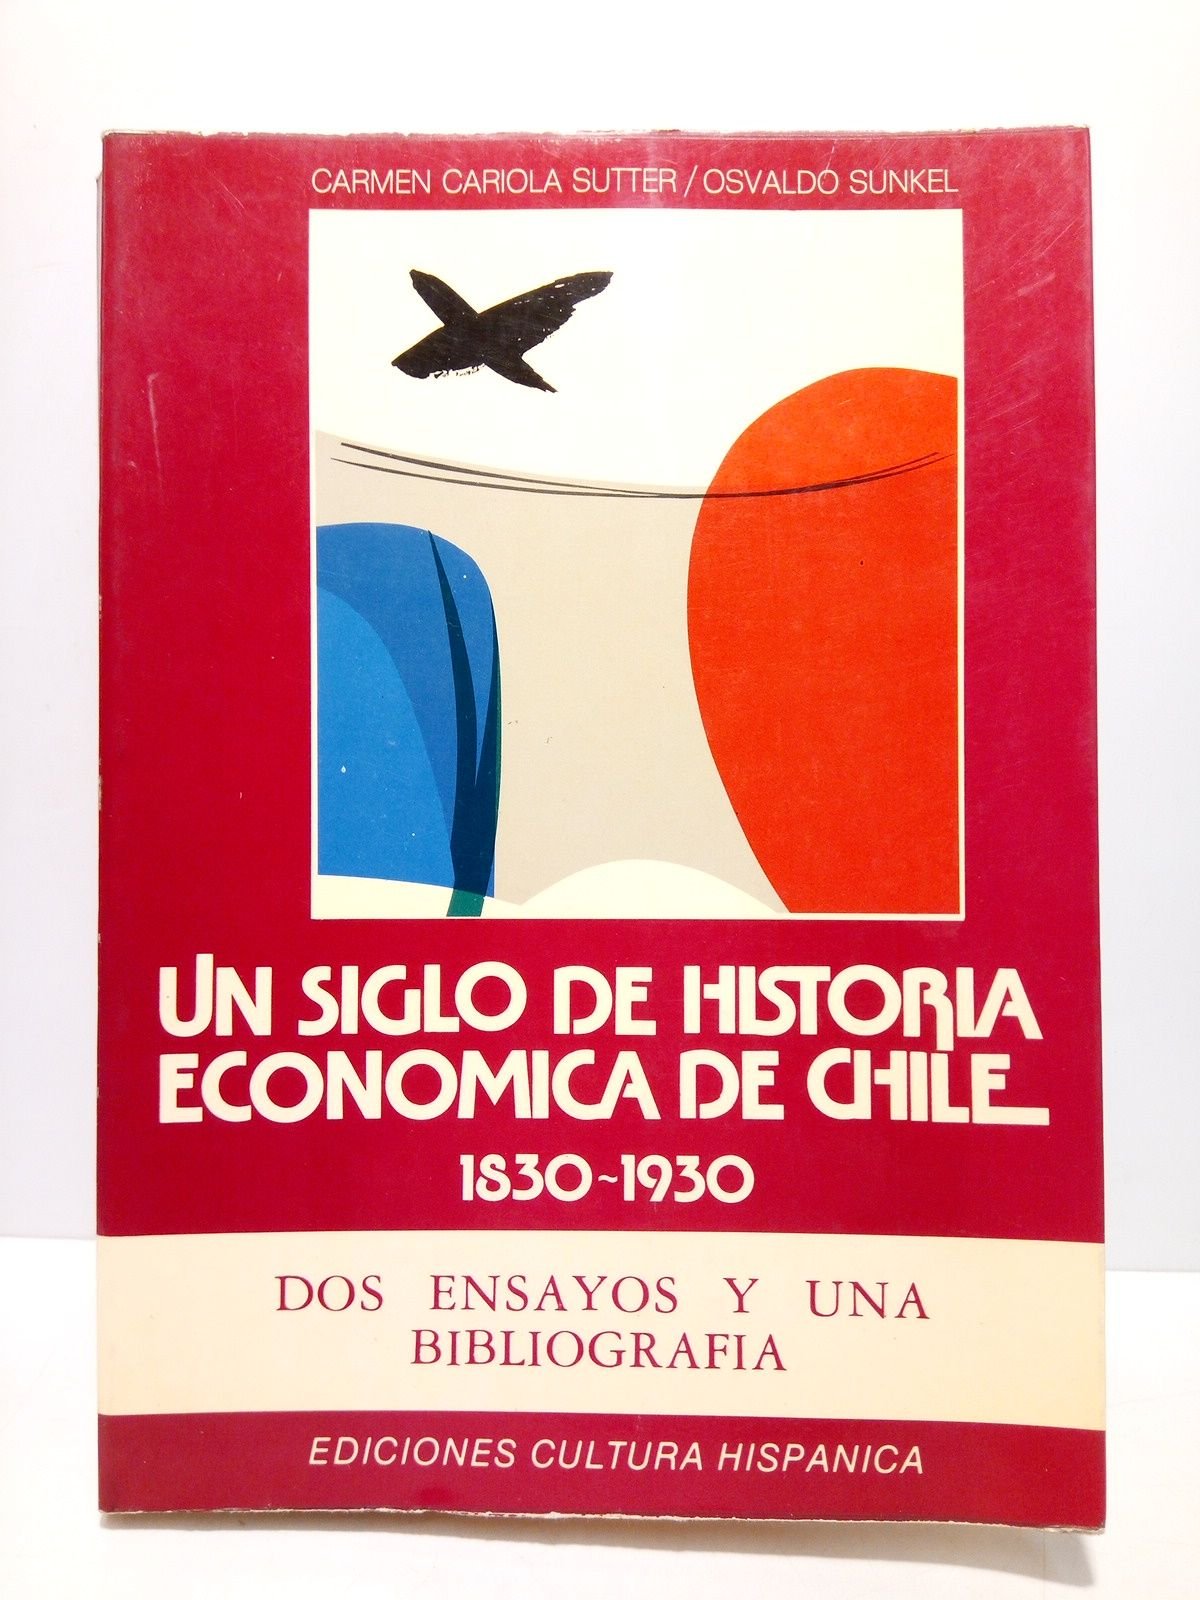 CARMEN CARIOLA SUTTER / OSVALDO SUNKEL
UN SIGLO DE HISTORIA
ECONOMICA DE CHILE
1830~1930
DOS ENSAYOS Y UNA
BIBLIOGRAFIA
EDICIONES CULTURA HISPANICA